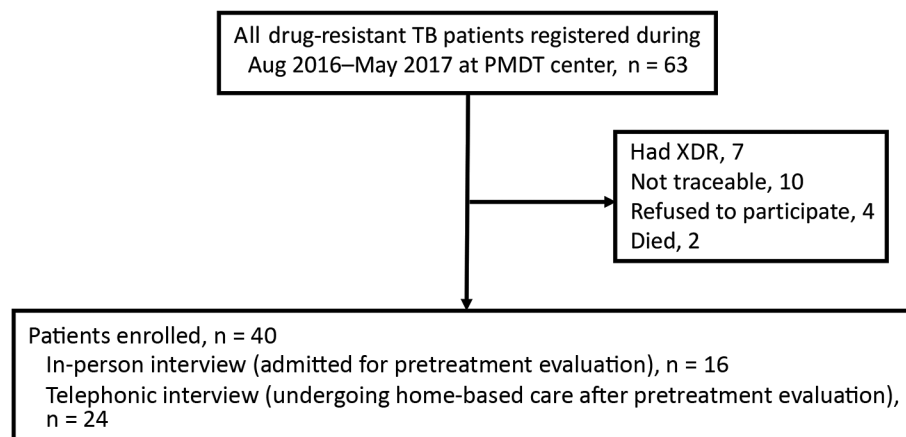 All drug-resistant TB patients registered during
Aug 2016–May 2017 at PMDT center, n = 63
Had XDR, 7
Not traceable, 10
Refused to participate, 4
Died, 2
Patients enrolled, n = 40
In-person interview (admitted for pretreatment evaluation), n = 16
Telephonic interview (undergoing home-based care after pretreatment evaluation),
n = 24